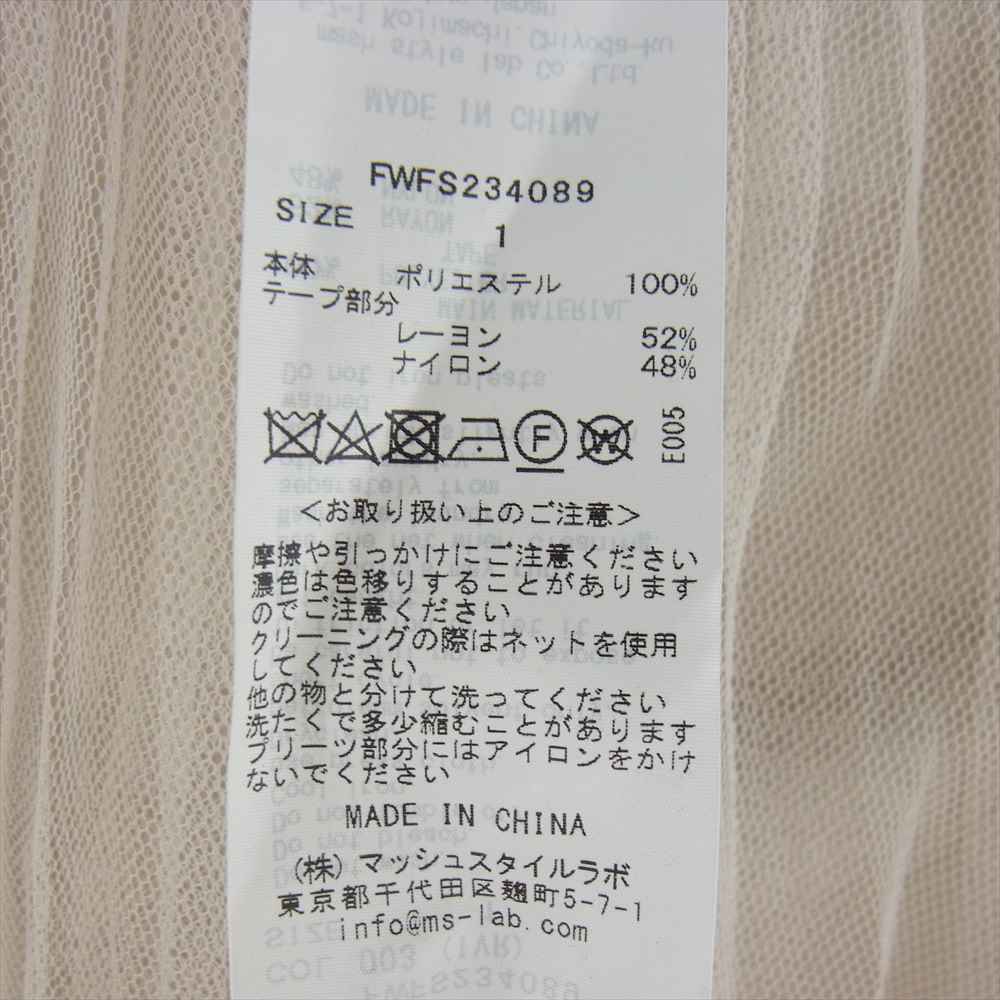 FWFS234089
SIZE 1
本体 ポリエステル 100%
テープ部分
レーヨン 52%
ナイロン 48%
F
W
E005
<お取り扱い上のご注意>
摩擦や引っかけにご注意ください
濃色は色移りすることがあります
のでご注意ください
クリーニングの際はネットを使用
してください
他の物と分けて洗ってください
洗たくで多少縮むことがあります
プリーツ部分にはアイロンをかけ
ないでください
MADE IN CHINA
(株)マッシュスタイルラボ
東京都千代田区麹町5-7-1
info@ms-lab.com